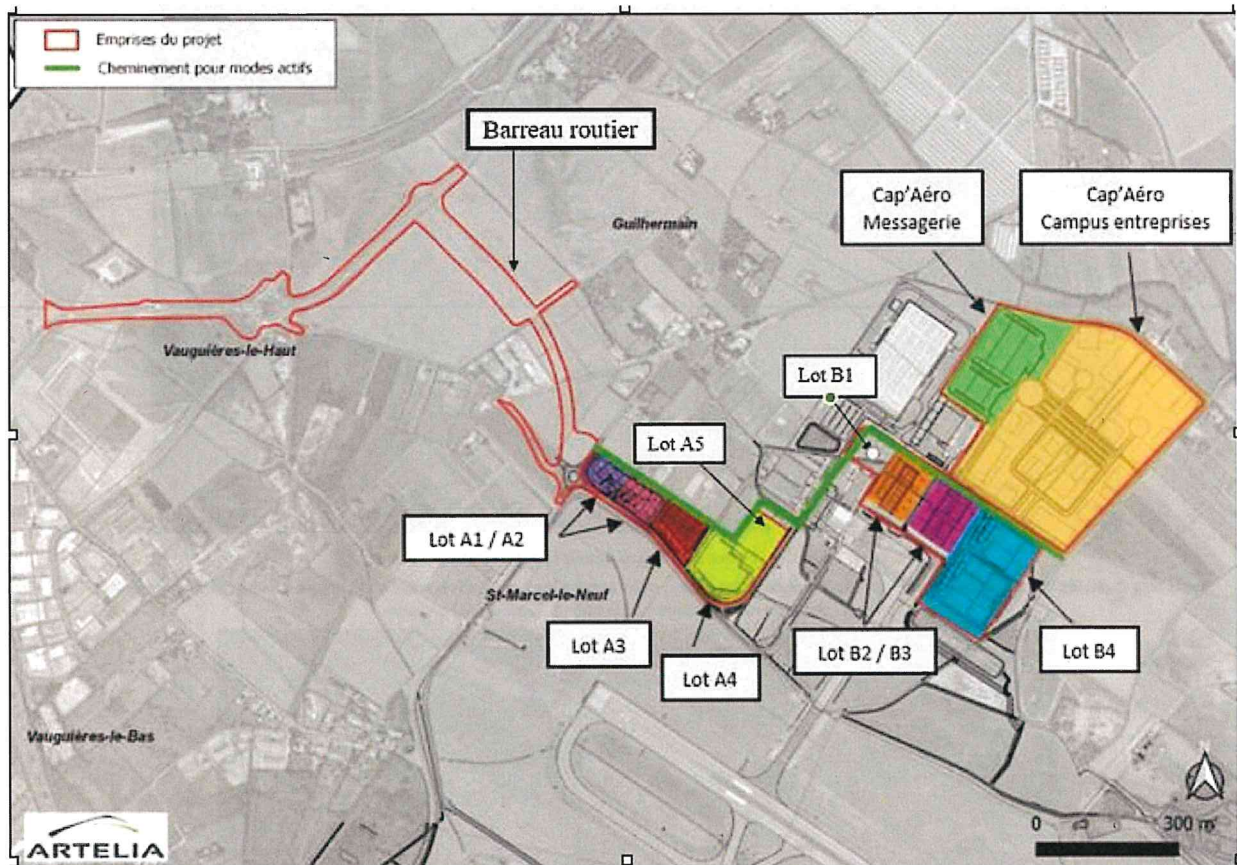 Emprises du projet
Cheminement pour modes actifs
Barreau routier
Cap'Aéro
Messagerie
Cap'Aéro
Campus entreprises
Guilhermain
Vauguières-le-Haut
Lot B1
Lot A5
Lot A1 / A2
St-Marcel-le-Neuf
Lot A3
Lot A4
Lot B2 / B3
Lot B4
Vauguières-le-Bas
ARTELIA
0
300 m